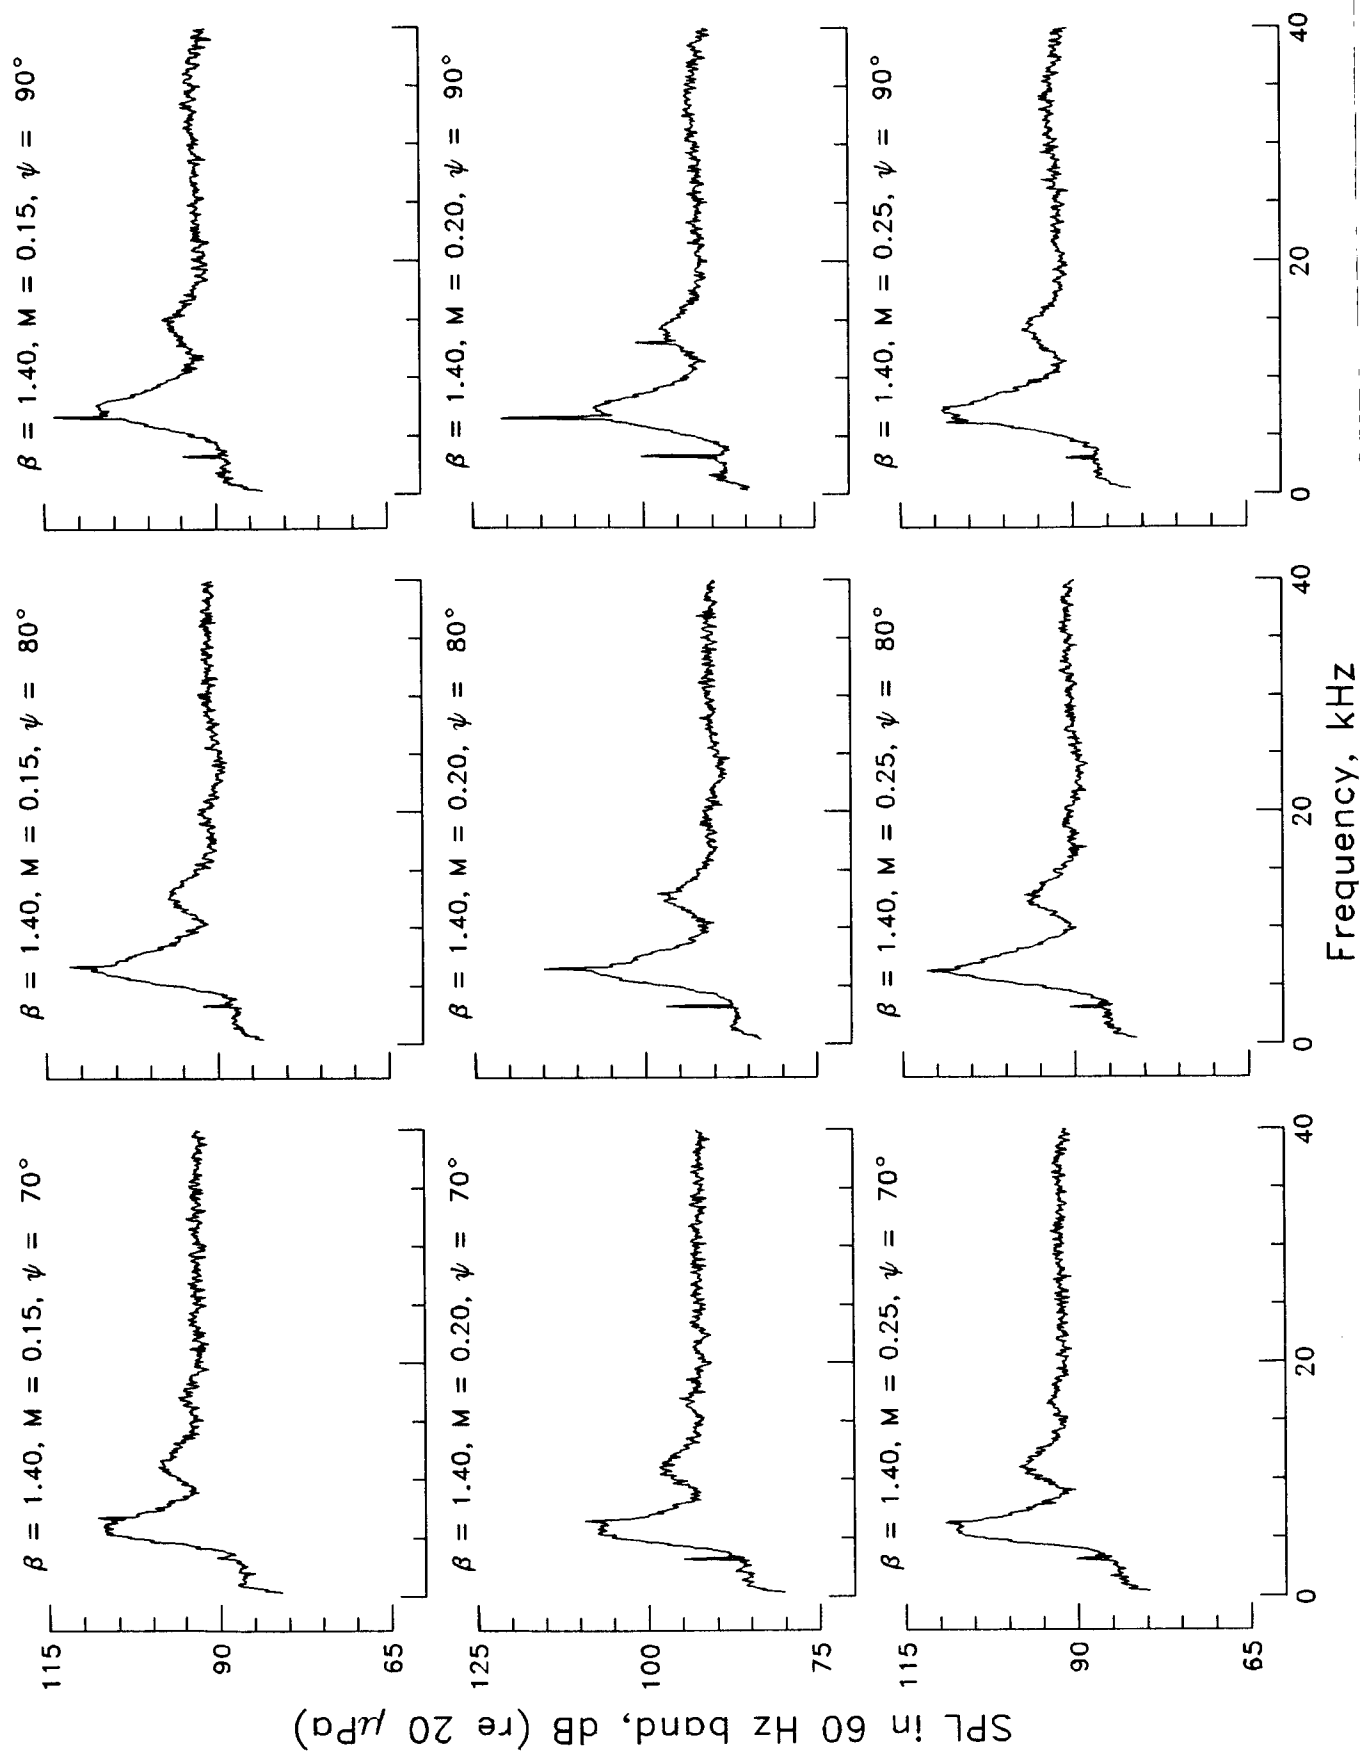 β = 1.40, M = 0.15, ψ = 70°
β = 1.40, M = 0.15, ψ = 80°
β = 1.40, M = 0.15, ψ = 90°
115
90
65
β = 1.40, M = 0.20, ψ = 70°
β = 1.40, M = 0.20, ψ = 80°
β = 1.40, M = 0.20, ψ = 90°
125
100
75
β = 1.40, M = 0.25, ψ = 70°
β = 1.40, M = 0.25, ψ = 80°
β = 1.40, M = 0.25, ψ = 90°
115
90
65
0 20 40 0 20 40 0 20 40
SPL in 60 Hz band, dB (re 20 μPa)
Frequency, kHz